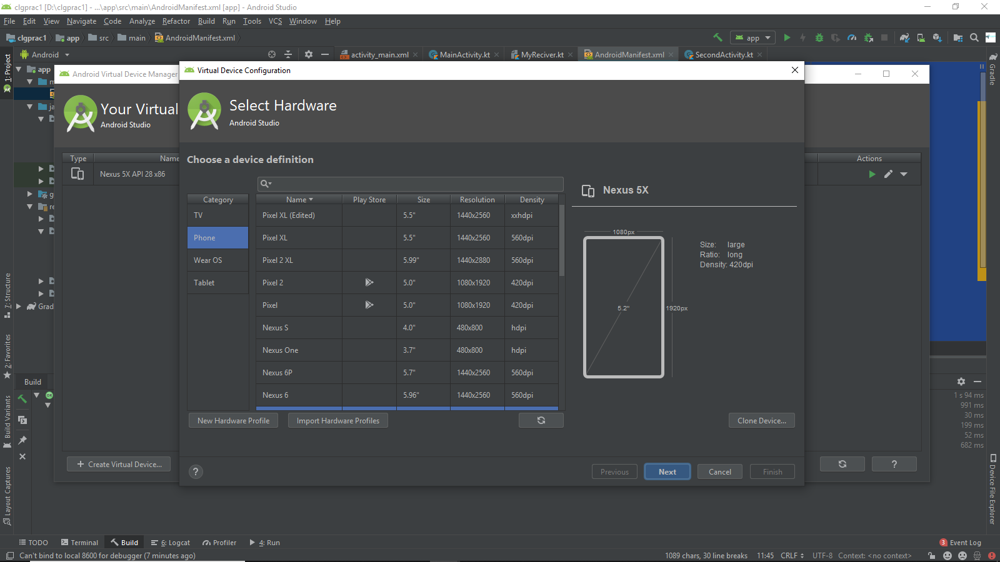 clgprac1 [D:\clgprac1] - ...\app\src\main\AndroidManifest.xml [app] - Android Studio
File Edit View Navigate Code Analyze Refactor Build Run Tools VCS Window Help
clgprac1 app src main AndroidManifest.xml app
Android activity_main.xml MainActivity.kt MyReciver.kt AndroidManifest.xml SecondActivity.kt
1: Project
7: Structure
2: Favorites
Build Variants
Layout Captures
Gradle
Device File Explorer
app
m
ja
g
re
Grad
Android Virtual Device Manager
Your Virtual
Android Studio
Type Name Actions
Nexus 5X API 28 x86
+ Create Virtual Device...
?
Virtual Device Configuration
Select Hardware
Android Studio
Choose a device definition
Category Name Play Store Size Resolution Density
TV
Phone
Wear OS
Tablet
Pixel XL (Edited) 5.5" 1440x2560 xxhdpi
Pixel XL 5.5" 1440x2560 560dpi
Pixel 2 XL 5.99" 1440x2880 560dpi
Pixel 2 5.0" 1080x1920 420dpi
Pixel 5.0" 1080x1920 420dpi
Nexus S 4.0" 480x800 hdpi
Nexus One 3.7" 480x800 hdpi
Nexus 6P 5.7" 1440x2560 560dpi
Nexus 6 5.96" 1440x2560 560dpi
Nexus 5X
1080px
5.2"
1920px
Size: large
Ratio: long
Density: 420dpi
New Hardware Profile Import Hardware Profiles Clone Device...
? Previous Next Cancel Finish
Build
OK
1 s 94 ms
991 ms
30 ms
199 ms
52 ms
682 ms
TODO Terminal Build 6: Logcat Profiler 4: Run 3 Event Log
Can't bind to local 8600 for debugger (7 minutes ago) 1089 chars, 30 line breaks 11:45 CRLF UTF-8 Context: <no context>